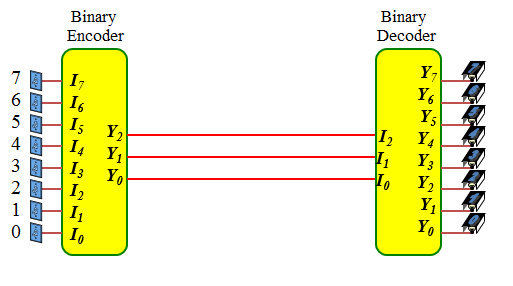 Binary
Encoder
Binary
Decoder
7 I7
6 I6
5 I5
4 I4
3 I3
2 I2
1 I1
0 I0
Y2
Y1
Y0
I2
I1
I0
Y7
Y6
Y5
Y4
Y3
Y2
Y1
Y0